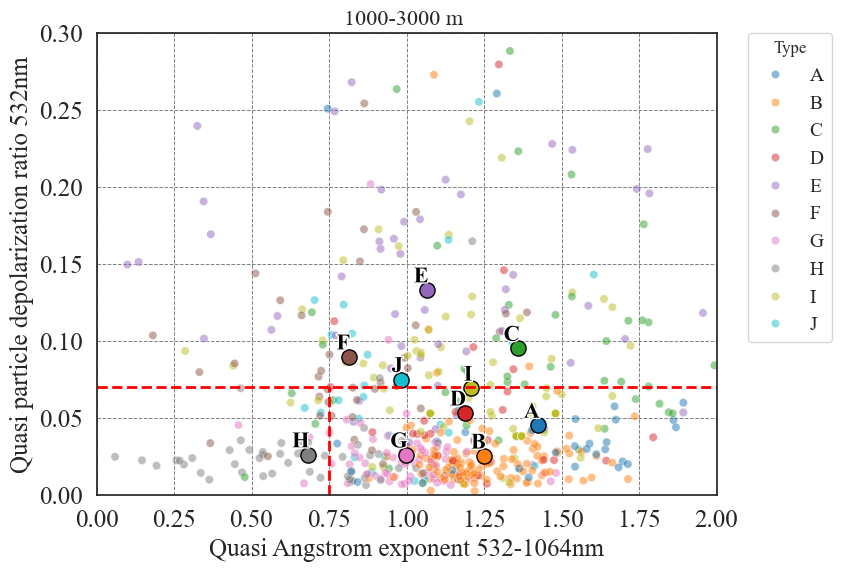 1000-3000 m
Quasi particle depolarization ratio 532nm
0.30
0.25
0.20
0.15
0.10
0.05
0.00
E
C
F
J
I
D
A
H
G
B
0.00 0.25 0.50 0.75 1.00 1.25 1.50 1.75 2.00
Quasi Angstrom exponent 532-1064nm
Type
A
B
C
D
E
F
G
H
I
J